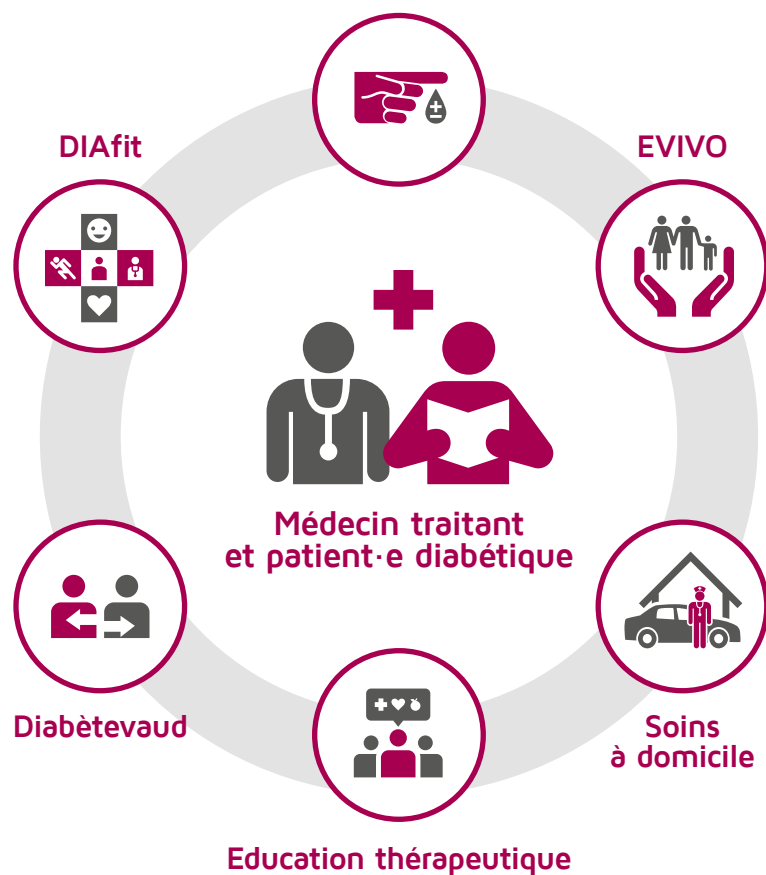 DIAfit
EVIVO
Médecin traitant
et patient·e diabétique
Diabètevaud
Soins
à domicile
Education thérapeutique